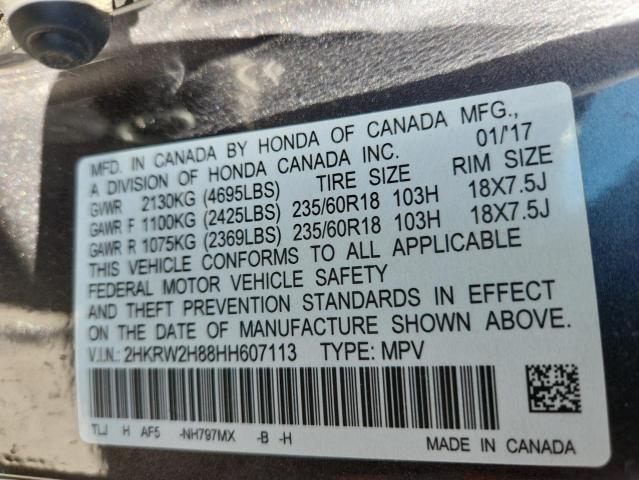 MFD. IN CANADA BY HONDA OF CANADA MFG.,
A DIVISION OF HONDA CANADA INC. 01/'17
GVWR 2130KG (4695LBS) TIRE SIZE RIM SIZE
GAWR F 1100KG (2425LBS) 235/60R18 103H 18X7.5J
GAWR R 1075KG (2369LBS) 235/60R18 103H 18X7.5J
THIS VEHICLE CONFORMS TO ALL APPLICABLE
FEDERAL MOTOR VEHICLE SAFETY
AND THEFT PREVENTION STANDARDS IN EFFECT
ON THE DATE OF MANUFACTURE SHOWN ABOVE.
V.I.N.: 2HKRW2H88HH607113 TYPE: MPV
TLJ H AF5 -NH797MX -B -H
MADE IN CANADA